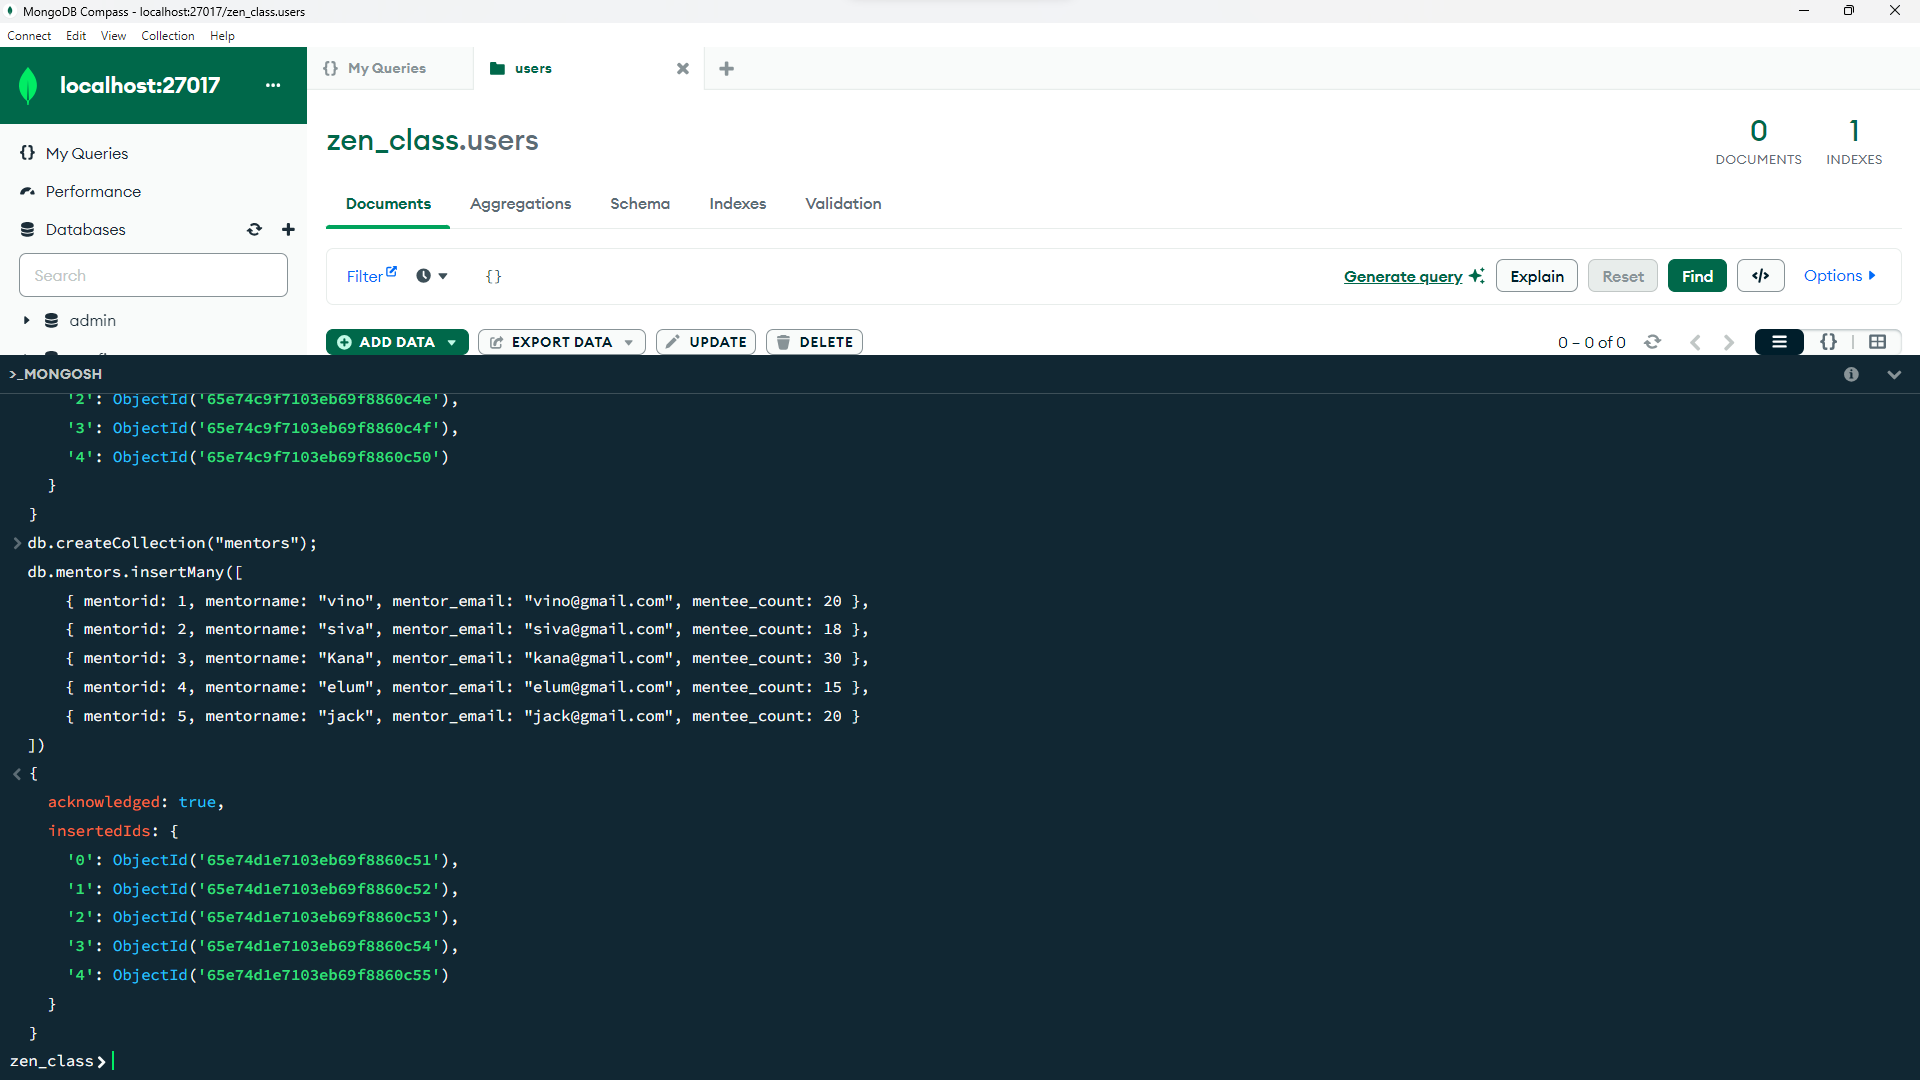 MongoDB Compass - localhost:27017/zen_class.users
Connect Edit View Collection Help
localhost:27017 ...
{} My Queries
users
zen_class.users
0
DOCUMENTS
1
INDEXES
{} My Queries
Performance
Databases
Search
admin
Documents Aggregations Schema Indexes Validation
Filter {} Generate query Explain Reset Find </> Options
ADD DATA EXPORT DATA UPDATE DELETE 0 – 0 of 0 {}
>_MONGOSH
'2': ObjectId('65e74c9f7103eb69f8860c4e'),
'3': ObjectId('65e74c9f7103eb69f8860c4f'),
'4': ObjectId('65e74c9f7103eb69f8860c50')
}
}
> db.createCollection("mentors");
db.mentors.insertMany([
{ mentorid: 1, mentorname: "vino", mentor_email: "vino@gmail.com", mentee_count: 20 },
{ mentorid: 2, mentorname: "siva", mentor_email: "siva@gmail.com", mentee_count: 18 },
{ mentorid: 3, mentorname: "Kana", mentor_email: "kana@gmail.com", mentee_count: 30 },
{ mentorid: 4, mentorname: "elum", mentor_email: "elum@gmail.com", mentee_count: 15 },
{ mentorid: 5, mentorname: "jack", mentor_email: "jack@gmail.com", mentee_count: 20 }
])
< {
acknowledged: true,
insertedIds: {
'0': ObjectId('65e74d1e7103eb69f8860c51'),
'1': ObjectId('65e74d1e7103eb69f8860c52'),
'2': ObjectId('65e74d1e7103eb69f8860c53'),
'3': ObjectId('65e74d1e7103eb69f8860c54'),
'4': ObjectId('65e74d1e7103eb69f8860c55')
}
}
zen_class>